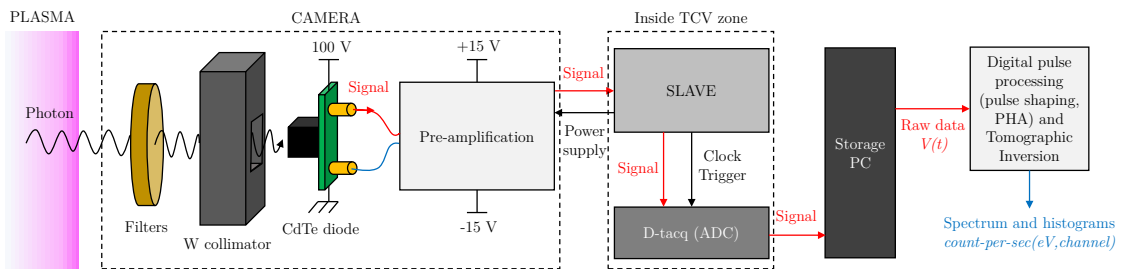 PLASMA
CAMERA
Inside TCV zone
100 V
+15 V
Signal
Signal
Photon
Pre-amplification
SLAVE
Power
supply
Signal
Clock
Trigger
Storage
PC
Raw data
V(t)
Digital pulse
processing
(pulse shaping,
PHA) and
Tomographic
Inversion
Filters
W collimator
CdTe diode
-15 V
D-tacq (ADC)
Signal
Spectrum and histograms
count-per-sec(eV,channel)